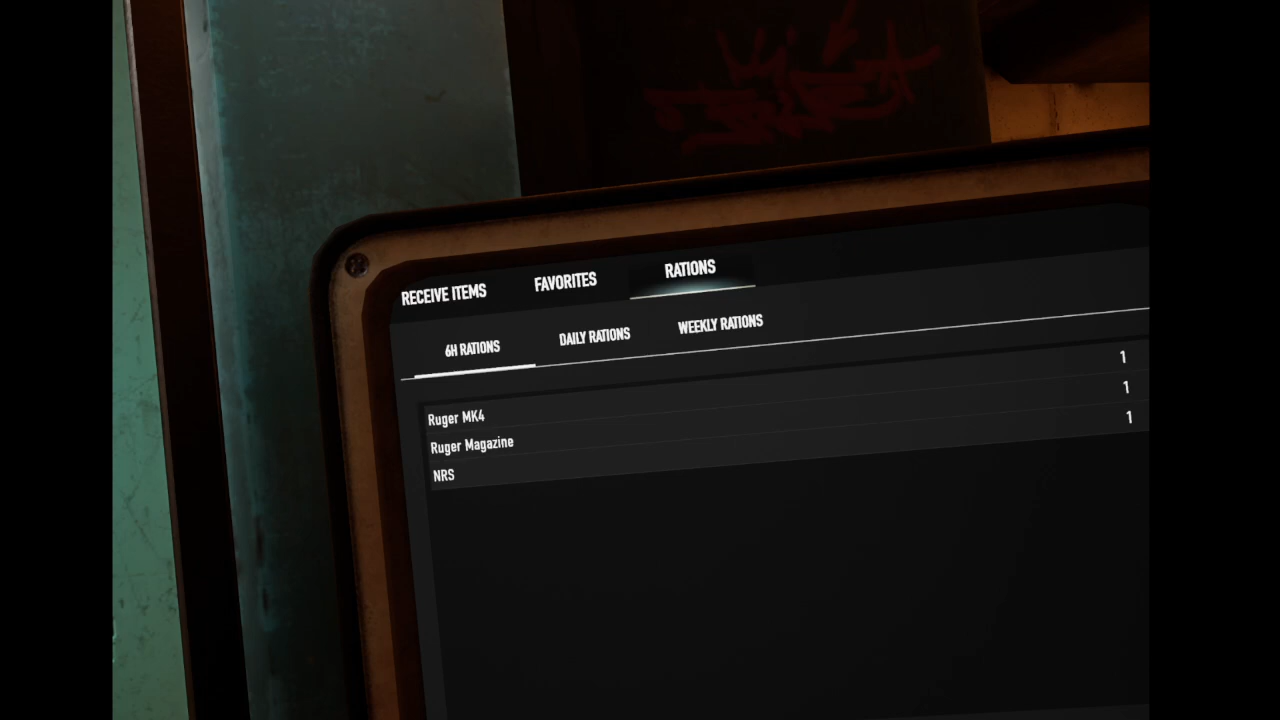 RECEIVE ITEMS FAVORITES RATIONS
6H RATIONS DAILY RATIONS WEEKLY RATIONS
Ruger MK4 1
Ruger Magazine 1
NRS 1